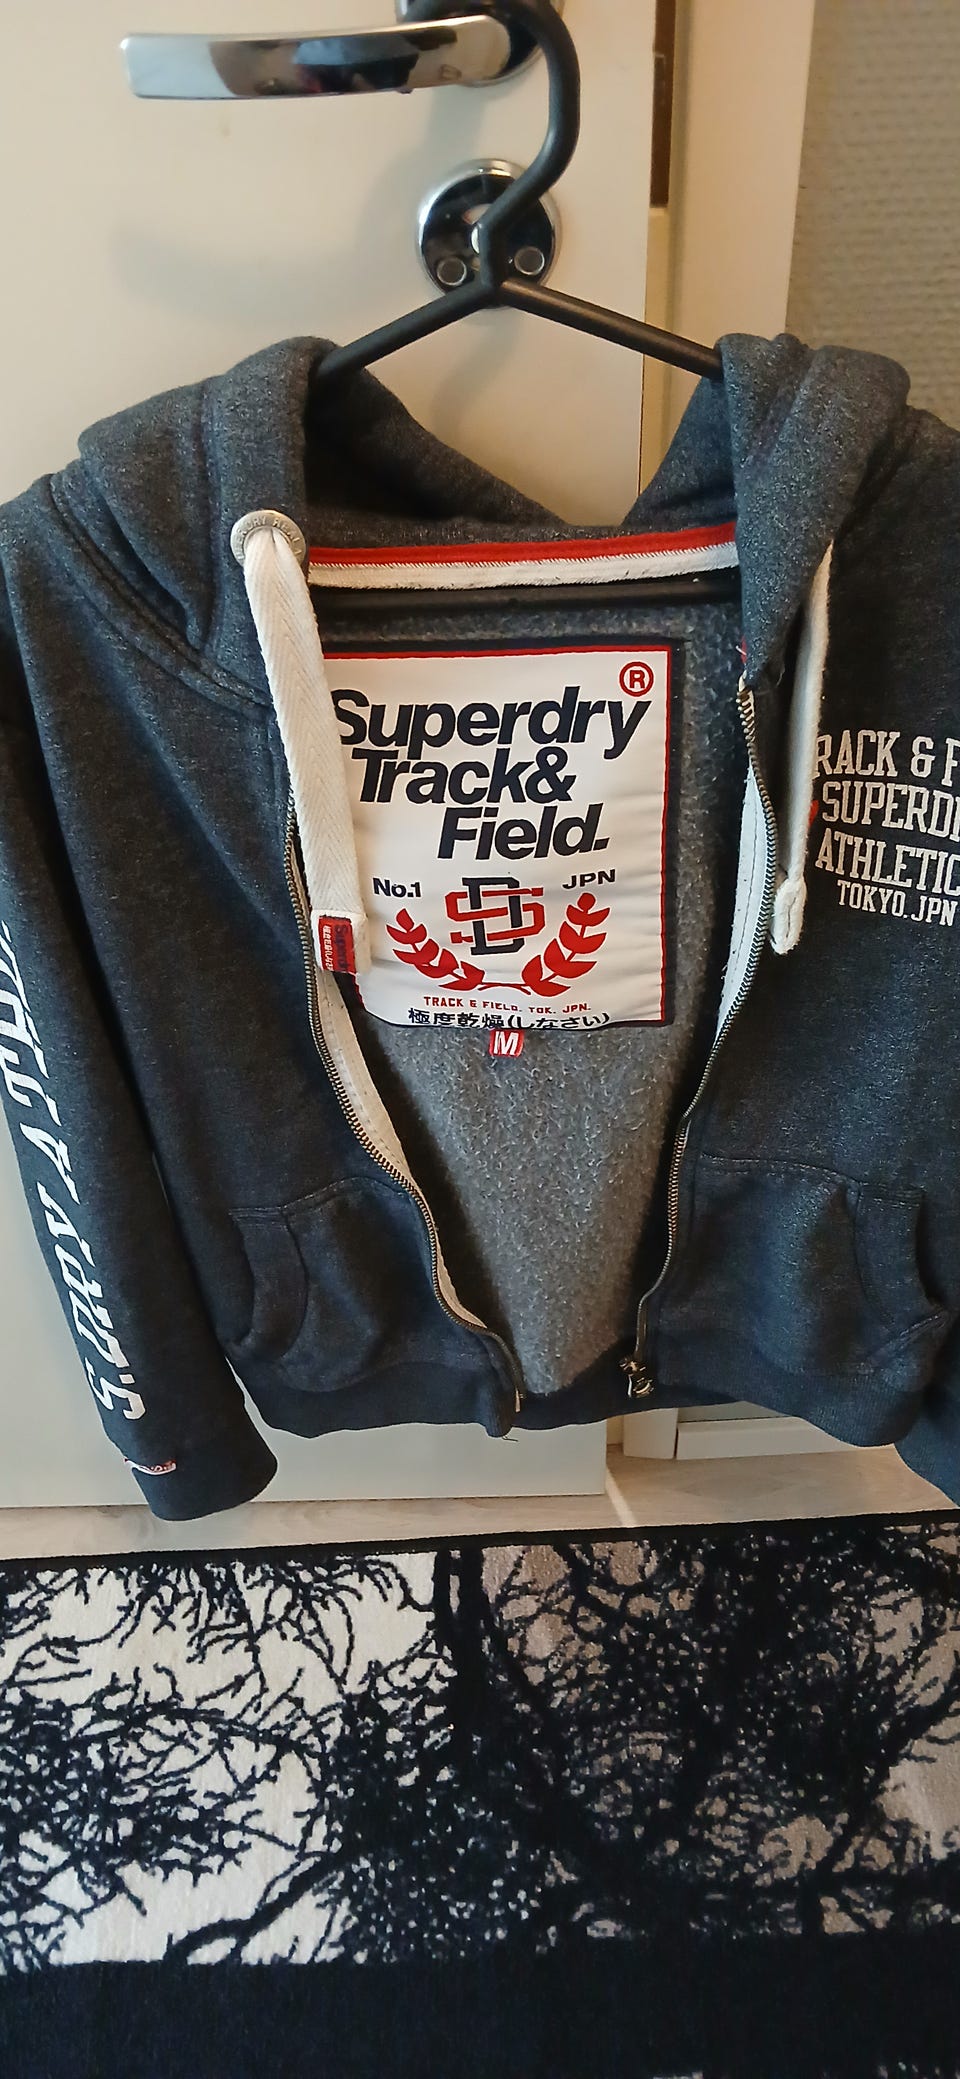 Superdry
Track&
Field.
®
No.1
SD
JPN
TRACK & FIELD. TOK. JPN.
極度乾燥(しなさい)
M
RACK & F
SUPERD
ATHLETIC
TOKYO. JPN